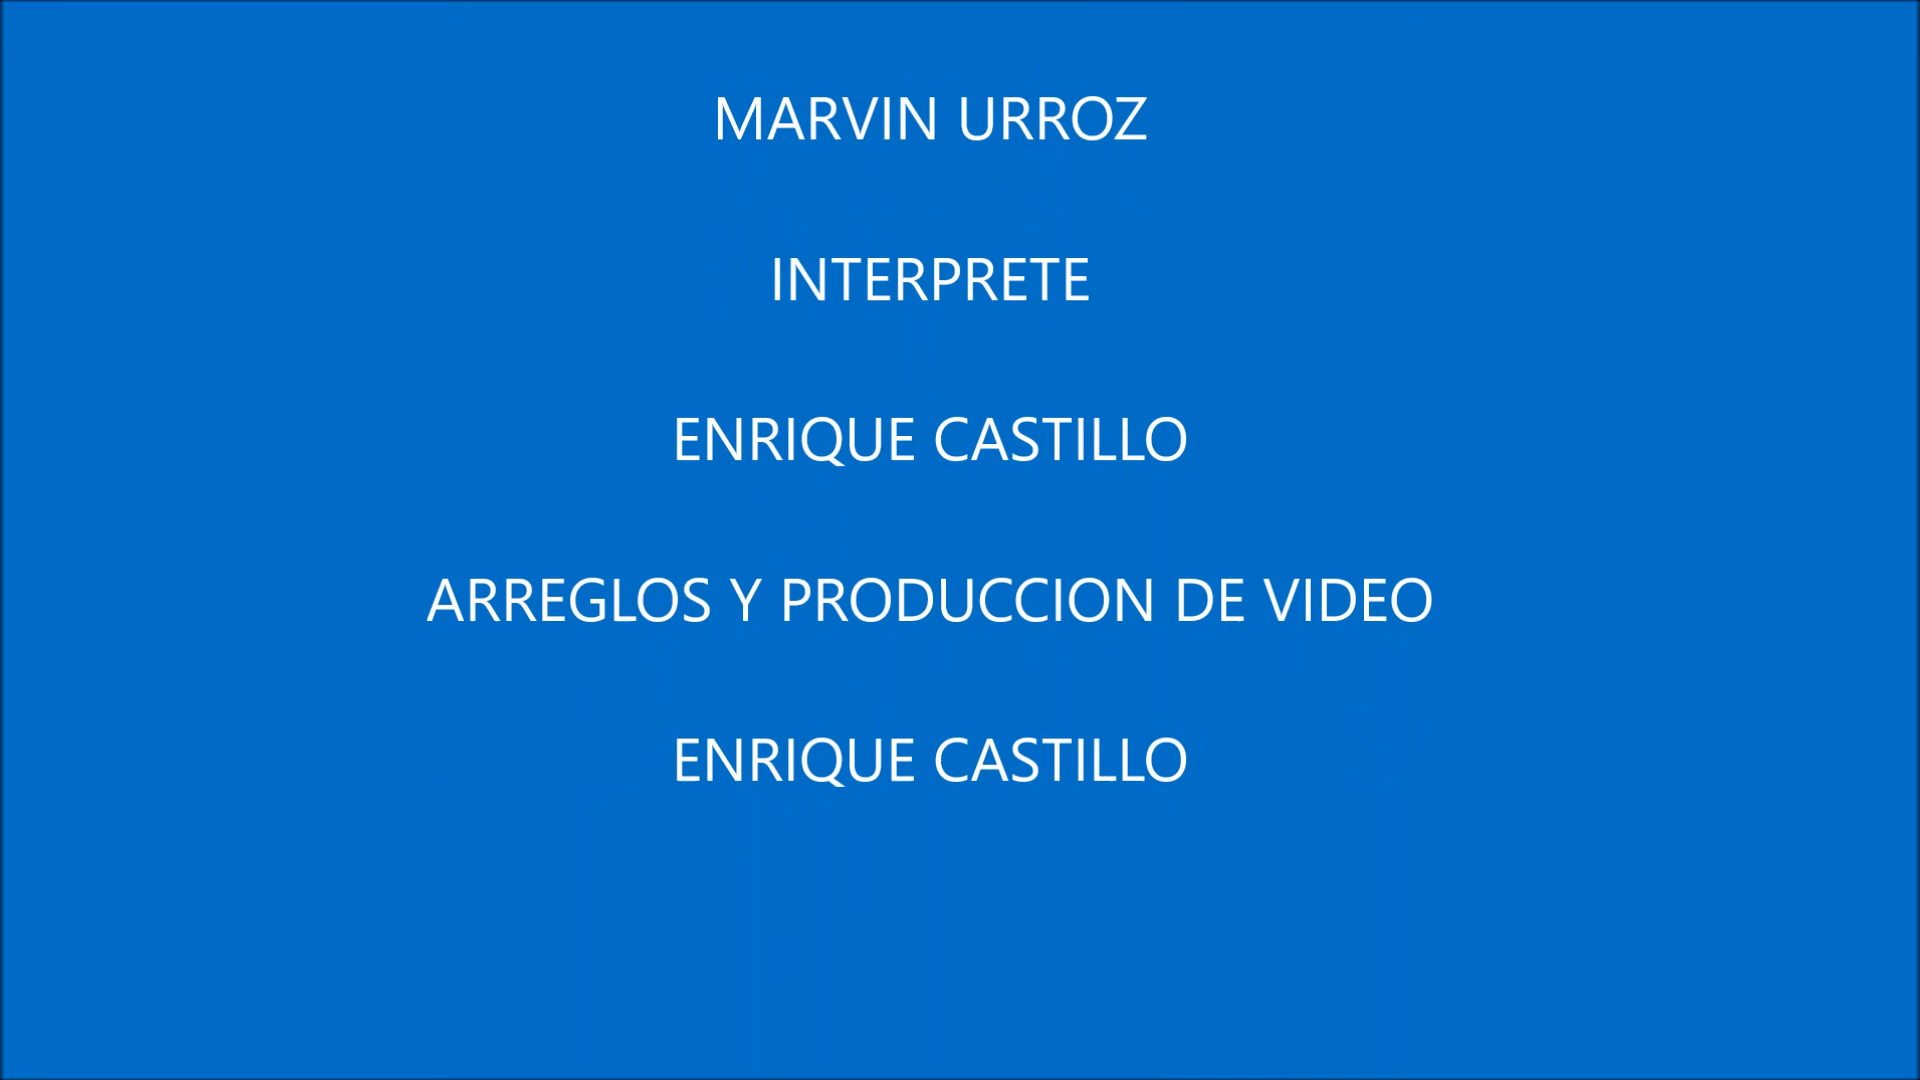 MARVIN URROZ
INTERPRETE
ENRIQUE CASTILLO
ARREGLOS Y PRODUCCION DE VIDEO
ENRIQUE CASTILLO